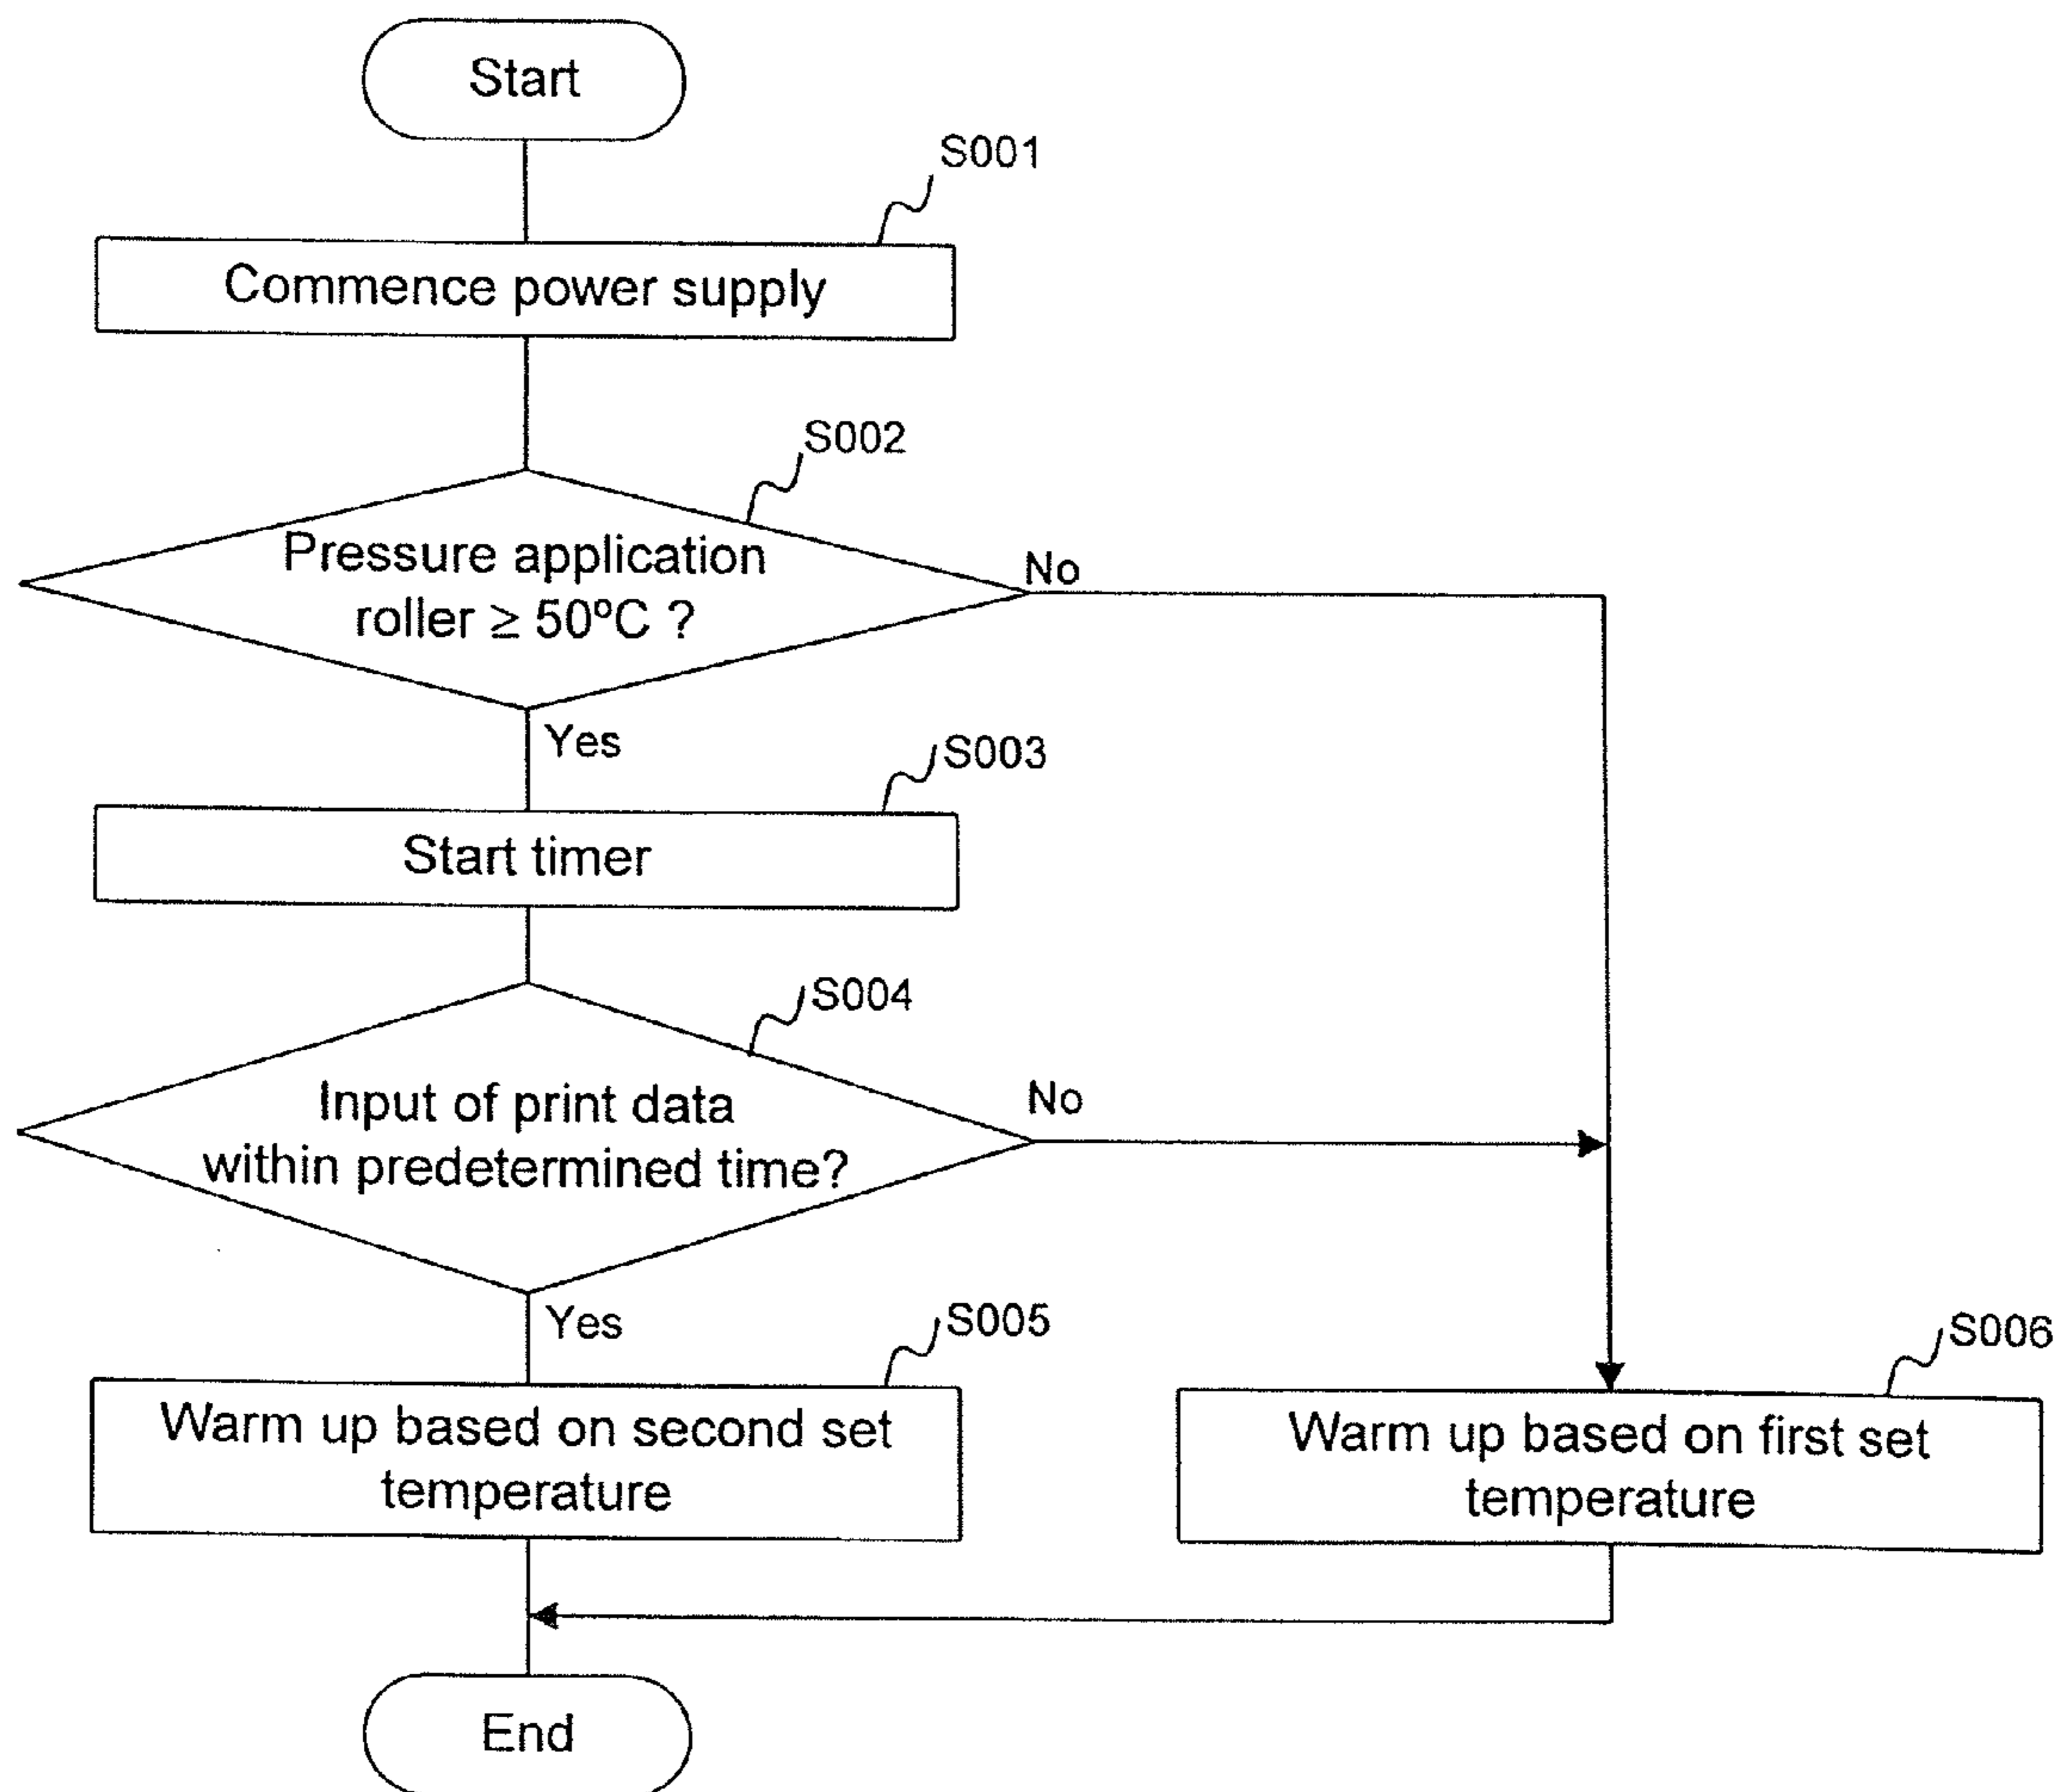 Start
S001
Commence power supply
S002
Pressure application
roller ≥ 50ºC ?
No
Yes
S003
Start timer
S004
Input of print data
within predetermined time?
No
Yes
S005
Warm up based on second set
temperature
S006
Warm up based on first set
temperature
End